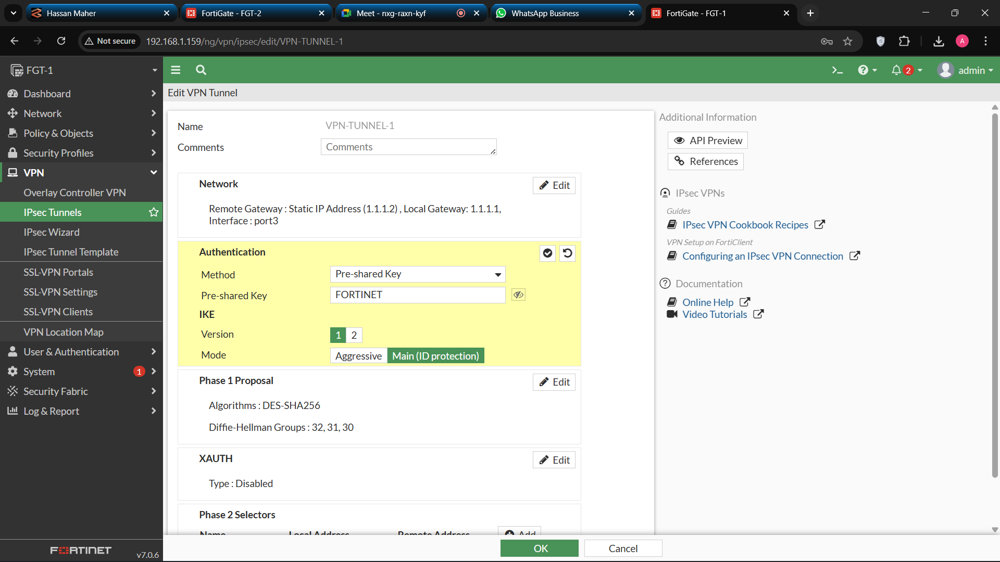 Hassan Maher
FortiGate - FGT-2
Meet - nxg-raxn-kyf
WhatsApp Business
FortiGate - FGT-1
Not secure
192.168.1.159/ng/vpn/ipsec/edit/VPN-TUNNEL-1
A
FGT-1
2
admin
Dashboard
Network
Policy & Objects
Security Profiles
VPN
Overlay Controller VPN
IPsec Tunnels
IPsec Wizard
IPsec Tunnel Template
SSL-VPN Portals
SSL-VPN Settings
SSL-VPN Clients
VPN Location Map
User & Authentication
System 1
Security Fabric
Log & Report
FORTINET v7.0.6
Edit VPN Tunnel
Name VPN-TUNNEL-1
Comments Comments
Network Edit
Remote Gateway : Static IP Address (1.1.1.2) , Local Gateway: 1.1.1.1,
Interface : port3
Authentication
Method Pre-shared Key
Pre-shared Key FORTINET
IKE
Version 1 2
Mode Aggressive Main (ID protection)
Phase 1 Proposal Edit
Algorithms : DES-SHA256
Diffie-Hellman Groups : 32, 31, 30
XAUTH Edit
Type : Disabled
Phase 2 Selectors
Name Local Address Remote Address Add
OK Cancel
Additional Information
API Preview
References
IPsec VPNs
Guides
IPsec VPN Cookbook Recipes
VPN Setup on FortiClient
Configuring an IPsec VPN Connection
Documentation
Online Help
Video Tutorials